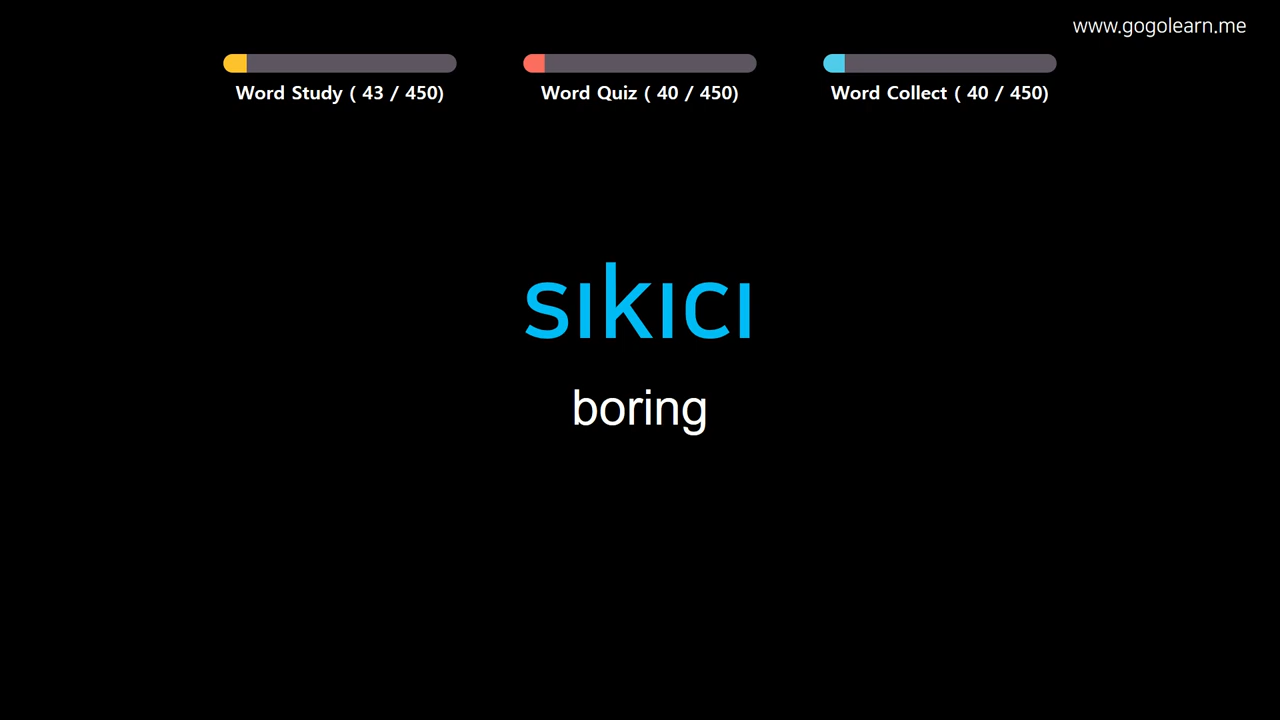 www.gogolearn.me
Word Study ( 43 / 450)
Word Quiz ( 40 / 450)
Word Collect ( 40 / 450)
sıkıcı
boring